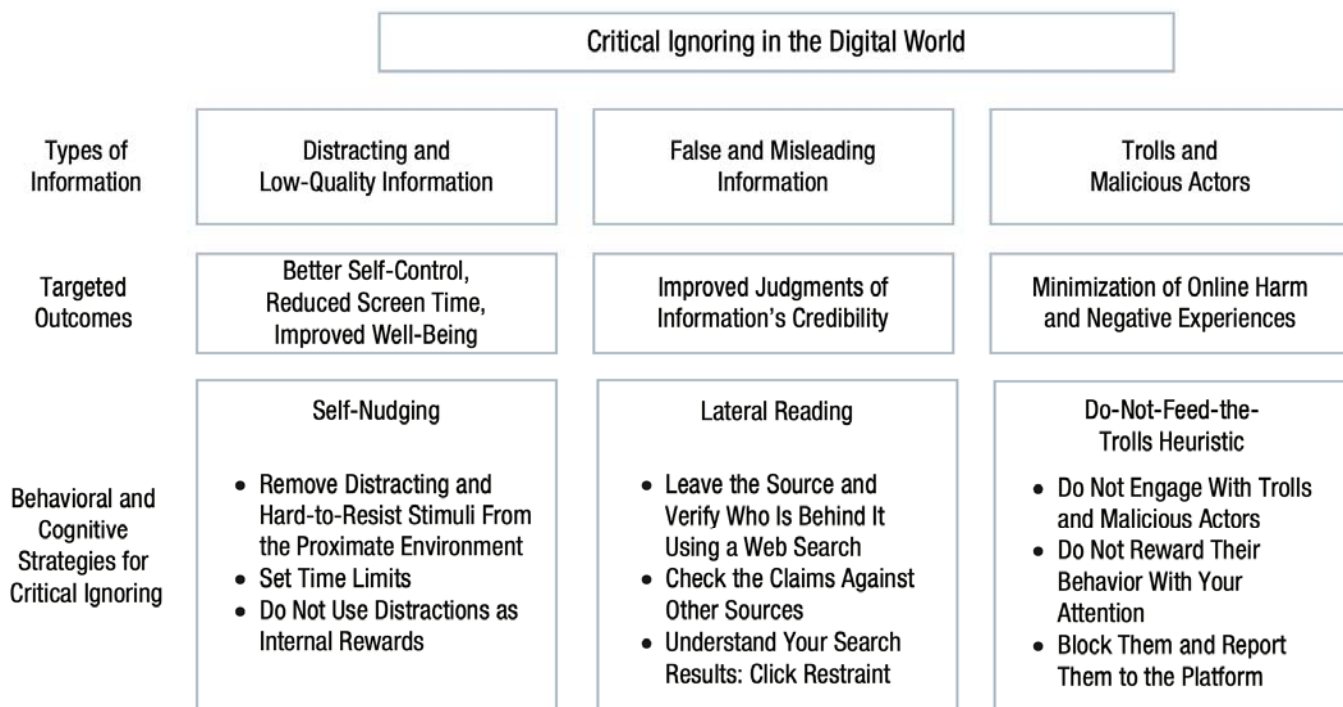 Critical Ignoring in the Digital World
Types of
Information
Distracting and
Low-Quality Information
False and Misleading
Information
Trolls and
Malicious Actors
Targeted
Outcomes
Better Self-Control,
Reduced Screen Time,
Improved Well-Being
Improved Judgments of
Information's Credibility
Minimization of Online Harm
and Negative Experiences
Behavioral and
Cognitive
Strategies for
Critical Ignoring
Self-Nudging
• Remove Distracting and
Hard-to-Resist Stimuli From
the Proximate Environment
• Set Time Limits
• Do Not Use Distractions as
Internal Rewards
Lateral Reading
• Leave the Source and
Verify Who Is Behind It
Using a Web Search
• Check the Claims Against
Other Sources
• Understand Your Search
Results: Click Restraint
Do-Not-Feed-the-
Trolls Heuristic
• Do Not Engage With Trolls
and Malicious Actors
• Do Not Reward Their
Behavior With Your
Attention
• Block Them and Report
Them to the Platform